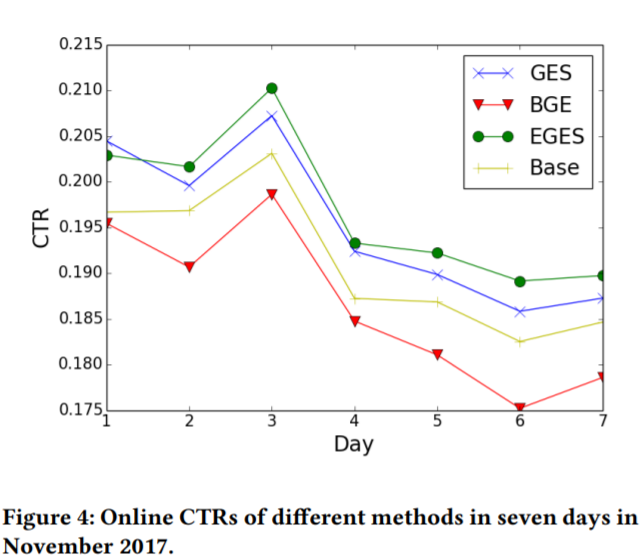 0.215
0.210
0.205
0.200
0.195
0.190
0.185
0.180
0.175
CTR
GES
BGE
EGES
Base
1 2 3 4 5 6 7
Day
Figure 4: Online CTRs of different methods in seven days in
November 2017.